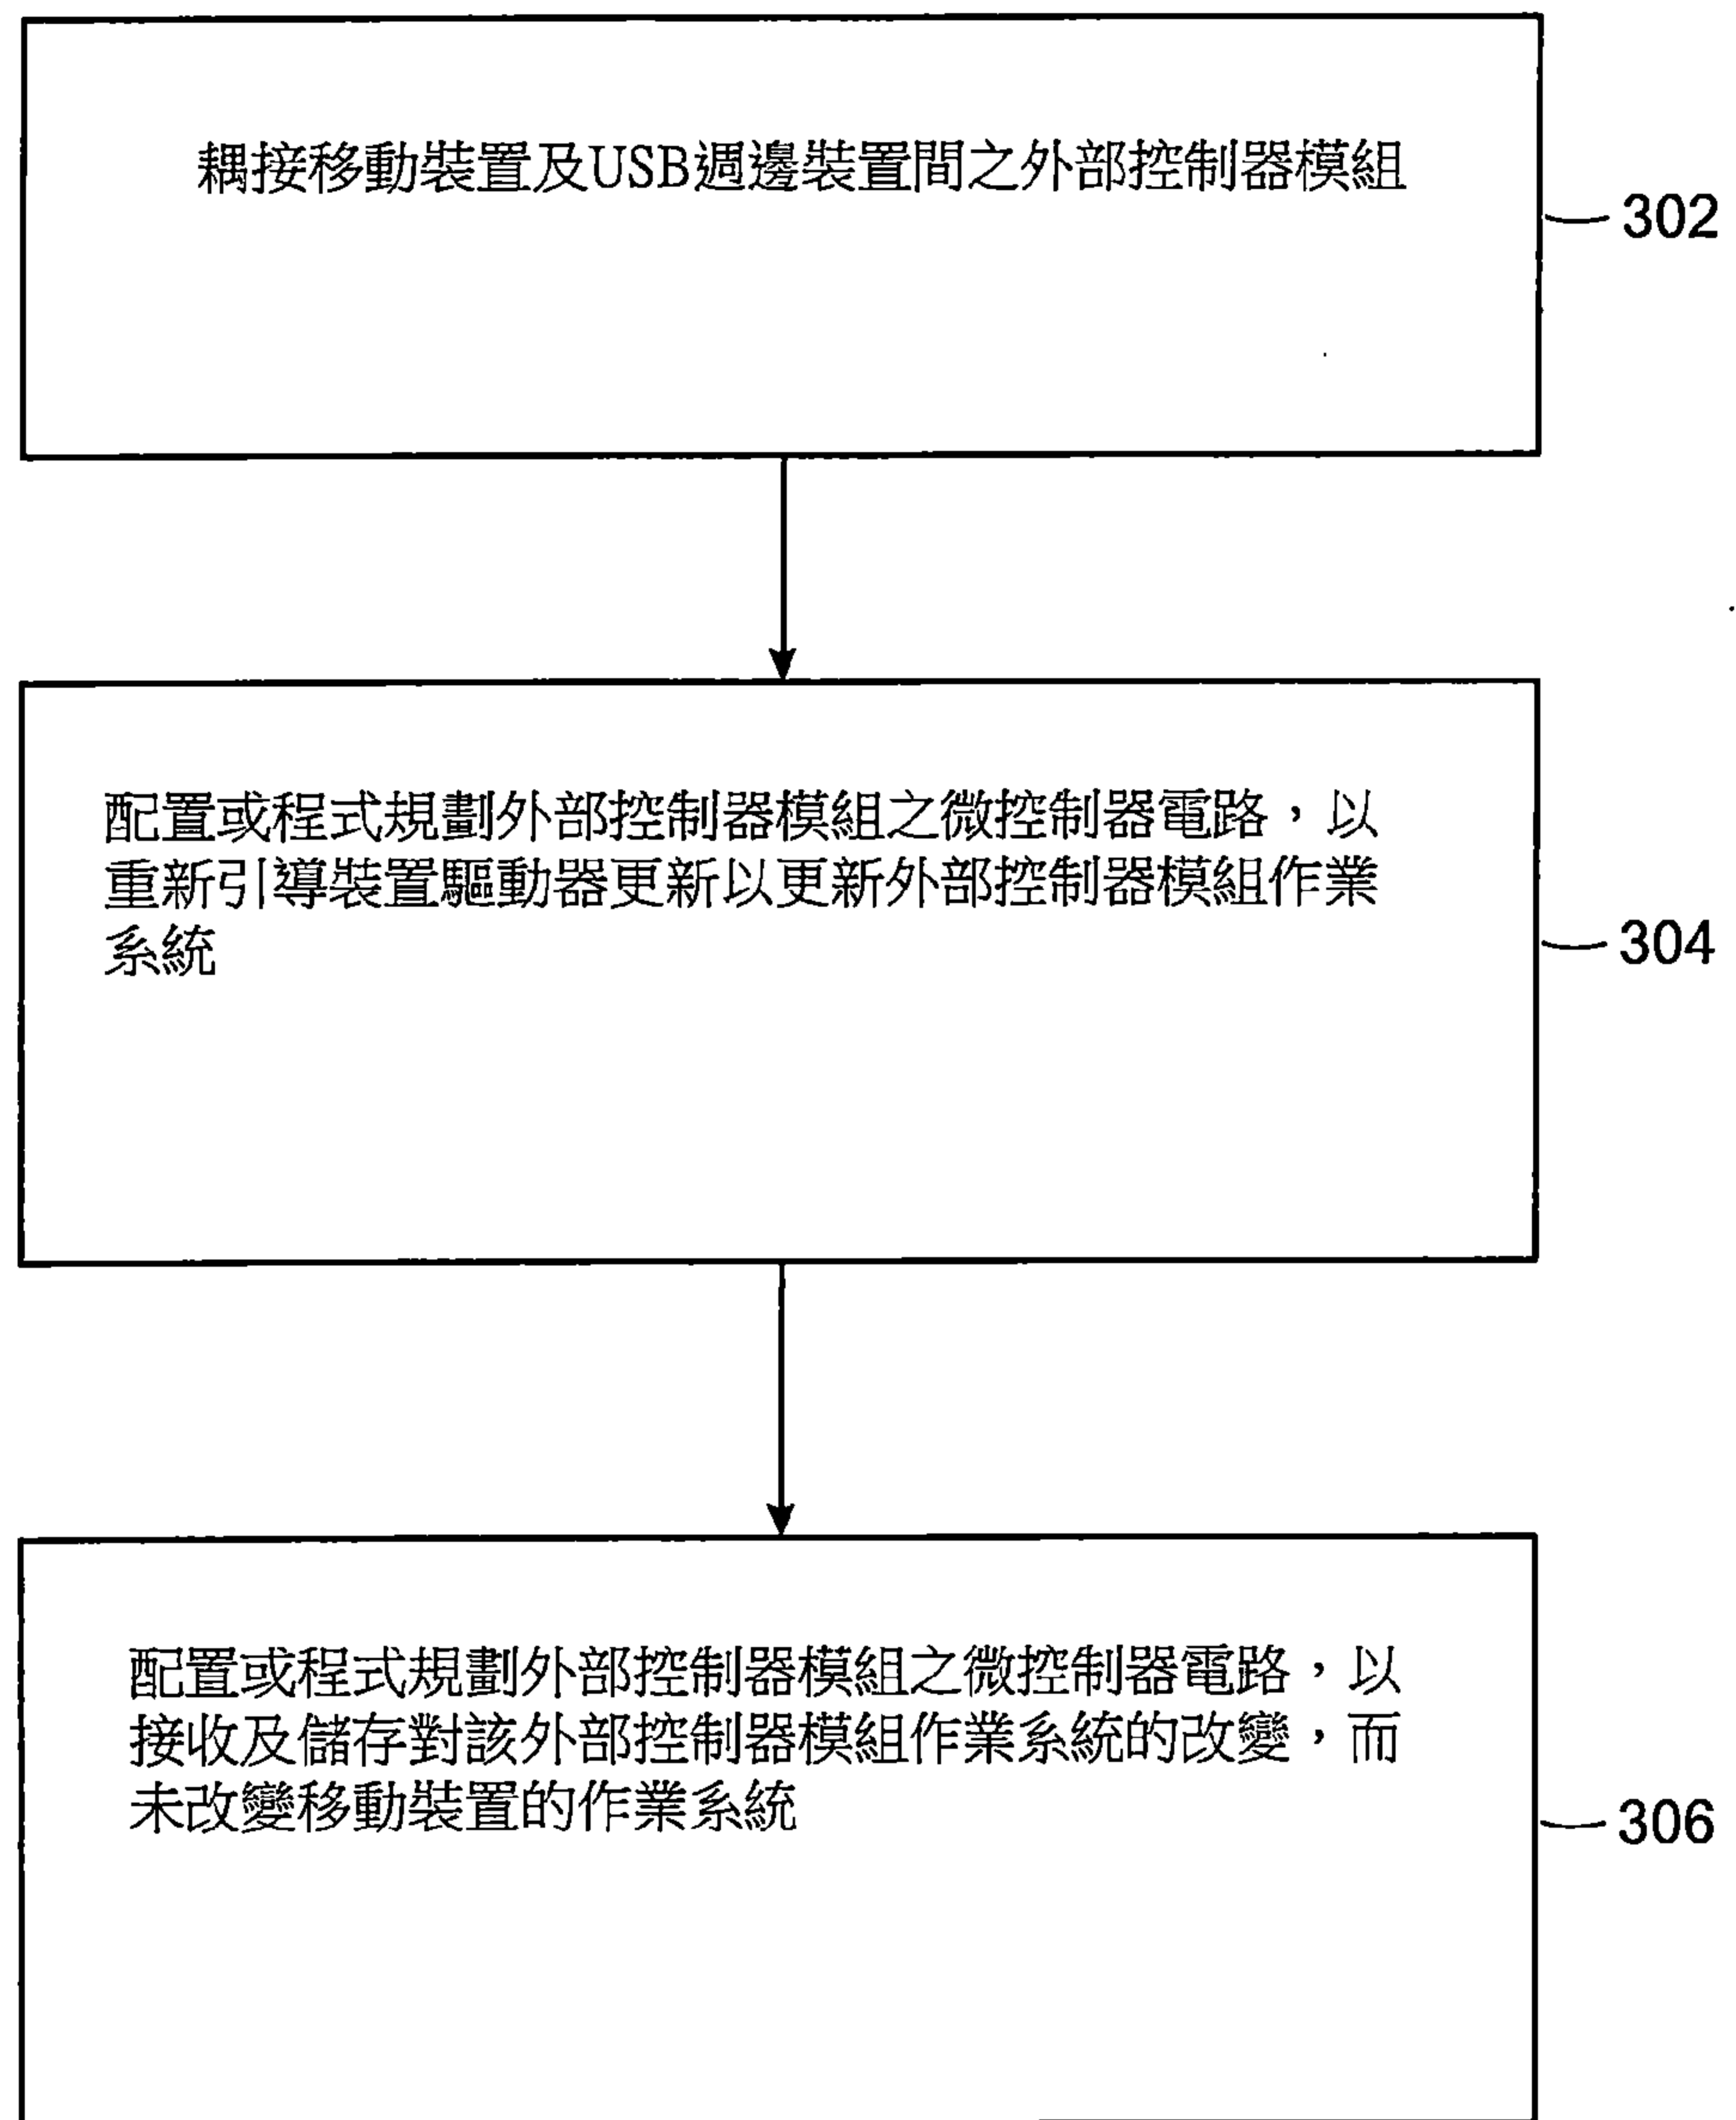 耦接移動裝置及USB週邊裝置間之外部控制器模組
302
配置或程式規劃外部控制器模組之微控制器電路，以
重新引導裝置驅動器更新以更新外部控制器模組作業
系統
304
配置或程式規劃外部控制器模組之微控制器電路，以
接收及儲存對該外部控制器模組作業系統的改變，而
未改變移動裝置的作業系統
306